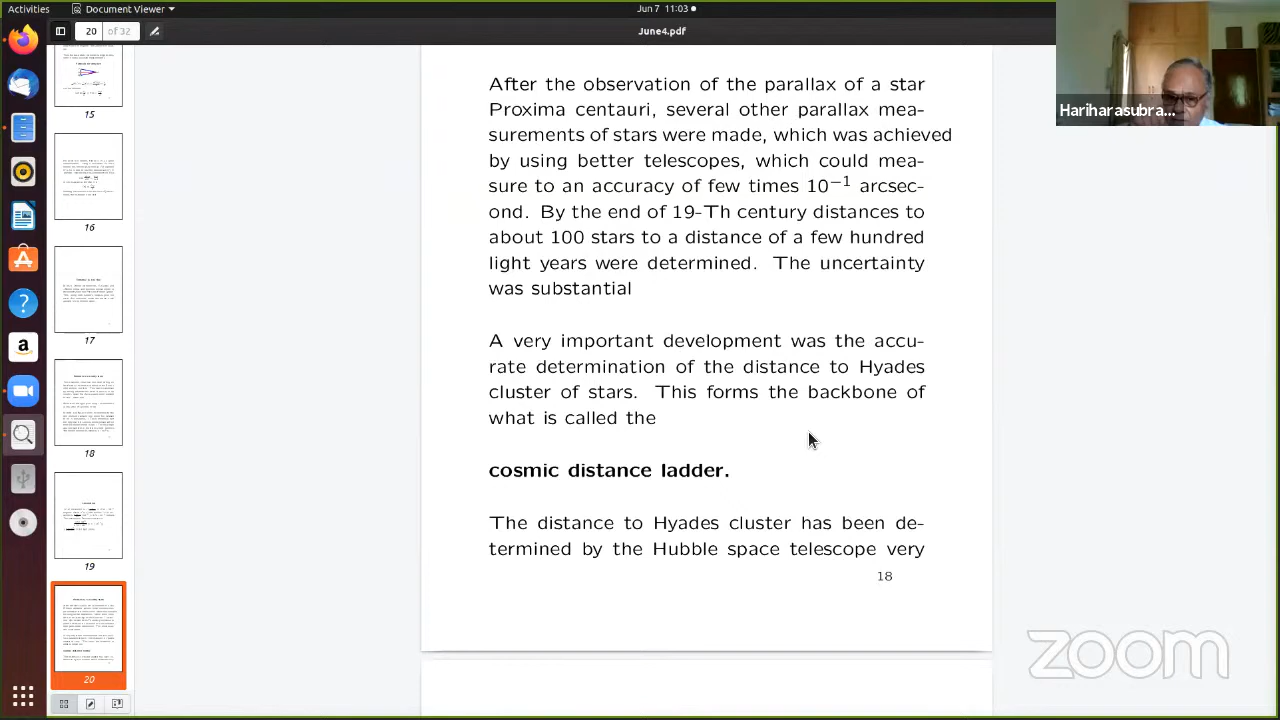 Activities
Document Viewer
Jun 7 11:03
20
of 32
June4.pdf
Hariharasubra...
15
16
17
18
19
20
After the observation of the parallax of a star
Proxima centauri, several other parallax mea-
surements of stars were made, which was achieved
by using better telescopes, which could mea-
sure to an accuracy of few times 10⁻¹ arcsec-
ond. By the end of 19-Th century distances to
about 100 stars to a distance of a few hundred
light years were determined. The uncertainty
was substantial
A very important development was the accu-
rate determination of the distance to Hyades
cluster of stars. This forms the backbone of
called the
cosmic distance ladder.
The distance to Hyades cluster has been de-
termined by the Hubble space telescope very
18
zoom